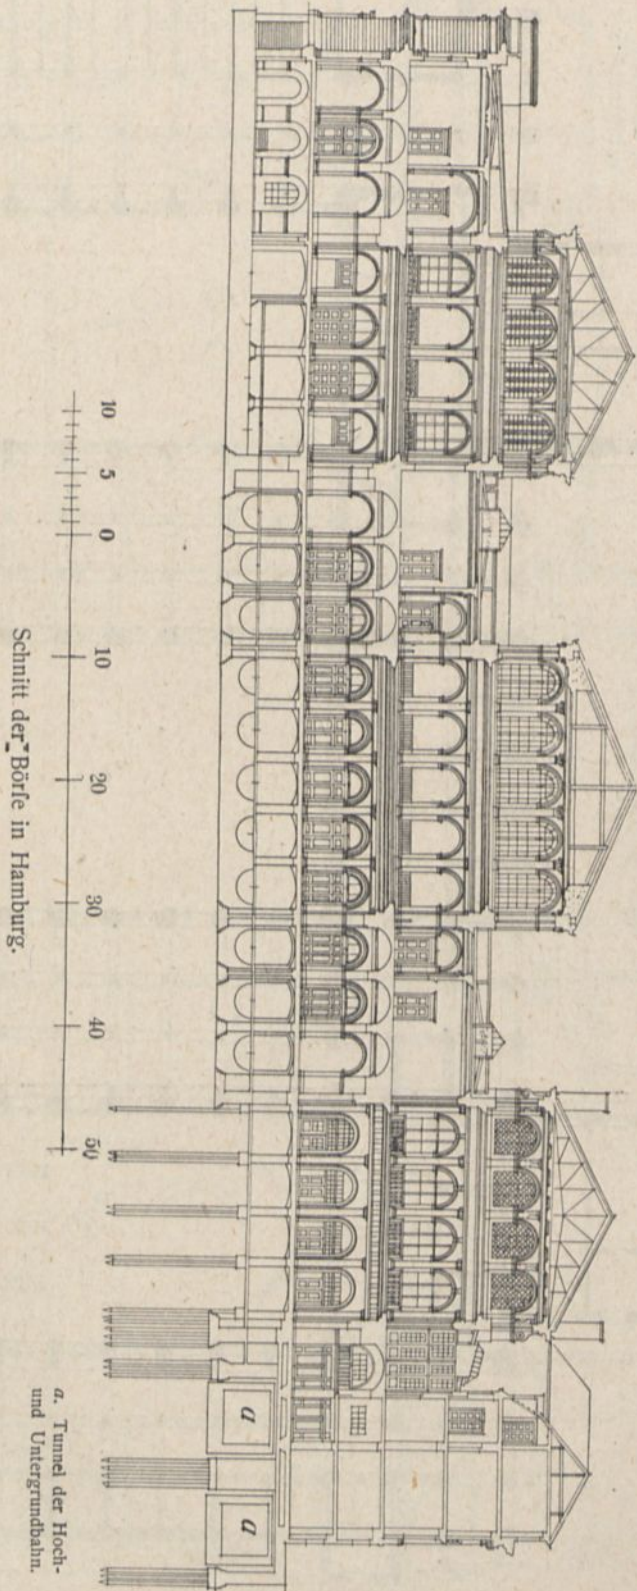 10 5 0 10 20 30 40 50
Schnitt der Börſe in Hamburg.
a. Tunnel der Hoch-
und Untergrundbahn.
a
a